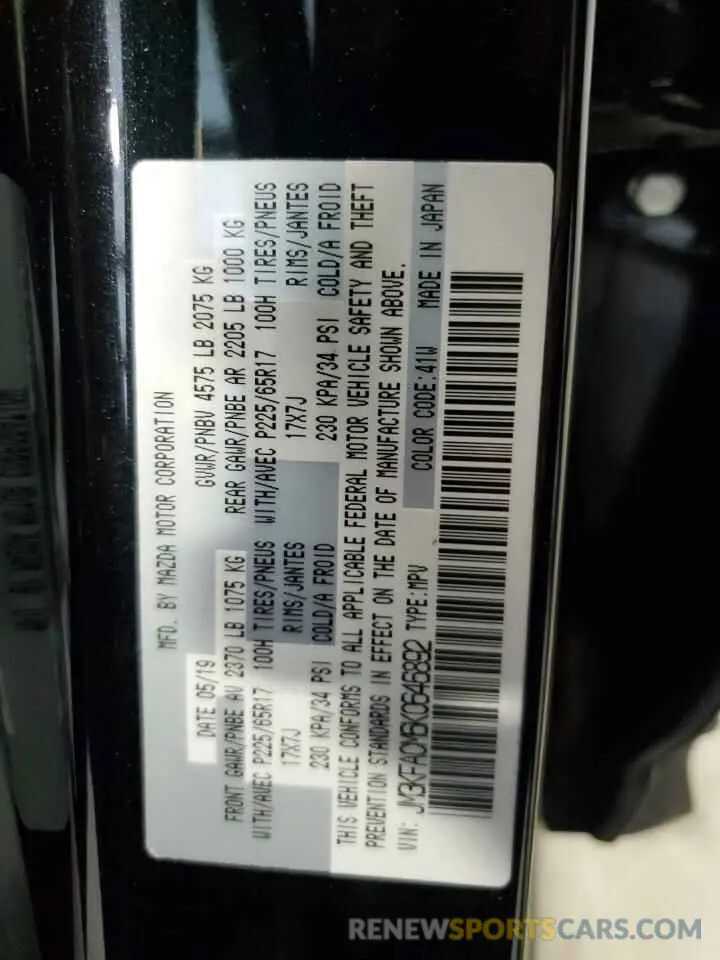 MFD. BY MAZDA MOTOR CORPORATION
DATE 05/19 GVWR/PNBV 4575 LB 2075 KG
FRONT GAWR/PNBE AV 2370 LB 1075 KG REAR GAWR/PNBE AR 2205 LB 1000 KG
WITH/AVEC P225/65R17 100H TIRES/PNEUS WITH/AVEC P225/65R17 100H TIRES/PNEUS
17X7J RIMS/JANTES 17X7J RIMS/JANTES
230 KPA/34 PSI COLD/A FROID 230 KPA/34 PSI COLD/A FROID
THIS VEHICLE CONFORMS TO ALL APPLICABLE FEDERAL MOTOR VEHICLE SAFETY AND THEFT
PREVENTION STANDARDS IN EFFECT ON THE DATE OF MANUFACTURE SHOWN ABOVE.
VIN: JM3KFACM8K0646892 TYPE:MPV COLOR CODE:41W MADE IN JAPAN
RENEWSPORTSCARS.COM